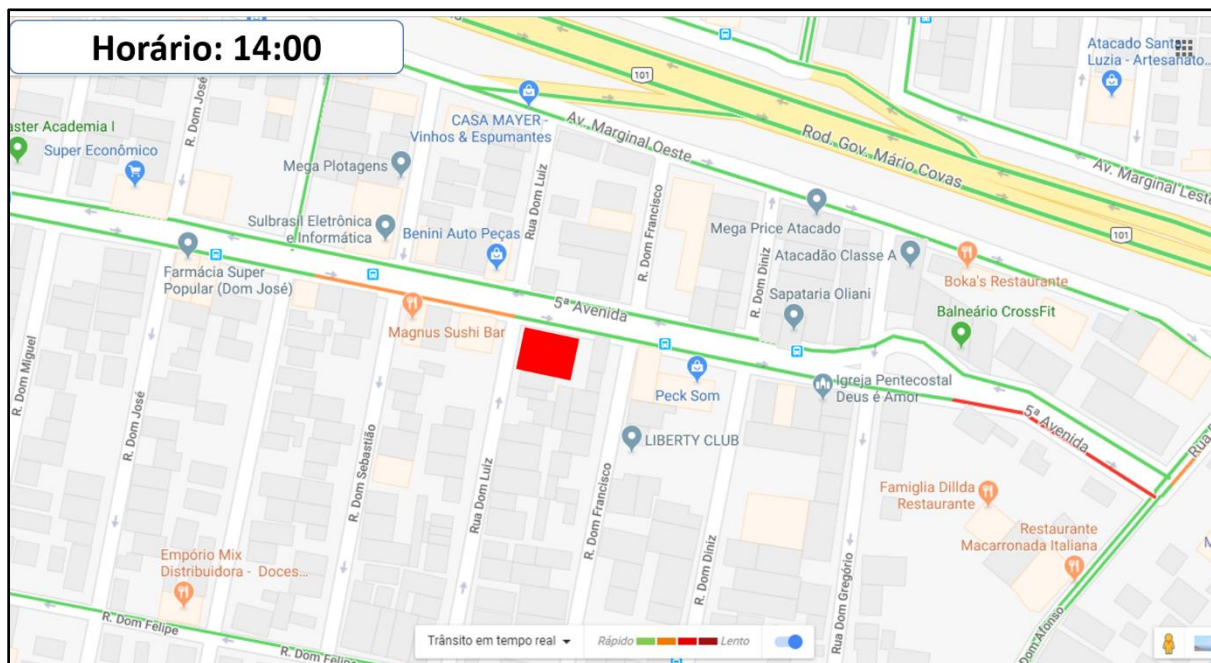 Horário: 14:00
101
Atacado Santa
Luzia - Artesanato...
R. Dom José
CASA MAYER -
Vinhos & Espumantes
Av. Marginal Oeste
Rod. Gov. Mário Covas
Av. Marginal Leste
aster Academia I
Super Econômico
Mega Plotagens
Rua Dom Luiz
R. Dom Francisco
Sulbrasil Eletrônica
e Informática
Benini Auto Peças
Mega Price Atacado
101
Atacadão Classe A
R. Dom Diniz
Boka's Restaurante
Farmácia Super
Popular (Dom José)
5ª Avenida
Sapataria Oliani
Balneário CrossFit
Magnus Sushi Bar
R. Dom Miguel
Peck Som
Igreja Pentecostal
Deus é Amor
5ª Avenida
R. Dom José
R. Dom Sebastião
Rua Dom Luiz
R. Dom Francisco
LIBERTY CLUB
Famiglia Dillda
Restaurante
Restaurante
Macarronada Italiana
Empório Mix
Distribuidora - Doces...
R. Dom Diniz
Rua Dom Gregório
Dom Afonso
R. Dom Felipe
R. Dom Felipe
Trânsito em tempo real
Rápido
Lento